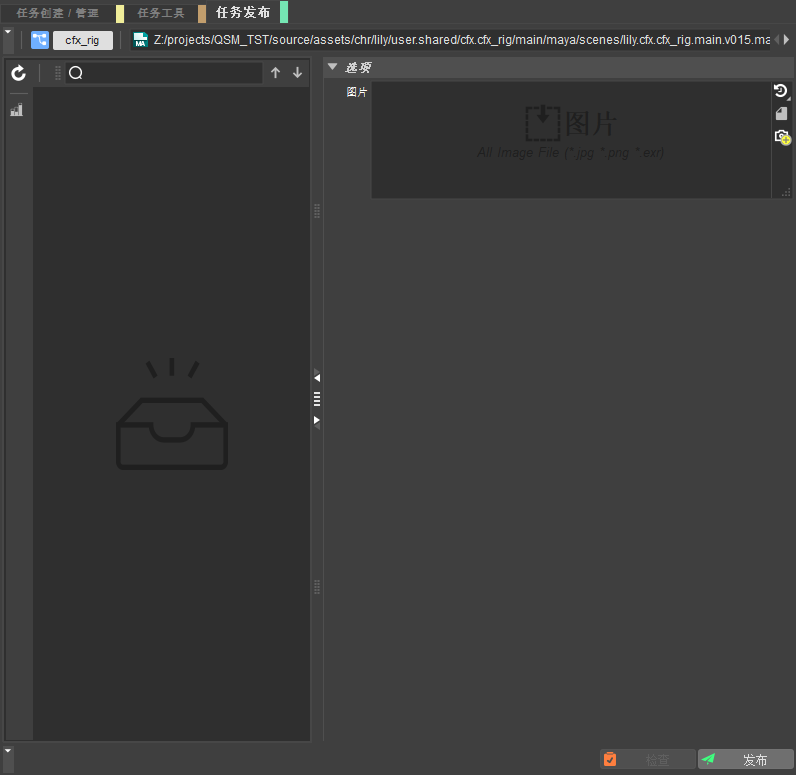 任务创建 / 管理 任务工具 任务发布
cfx_rig Z:/projects/QSM_TST/source/assets/chr/lily/user.shared/cfx.cfx_rig/main/maya/scenes/lily.cfx.cfx_rig.main.v015.ma
MA
选项
图片
图片
All Image File (*.jpg *.png *.exr)
检查 发布